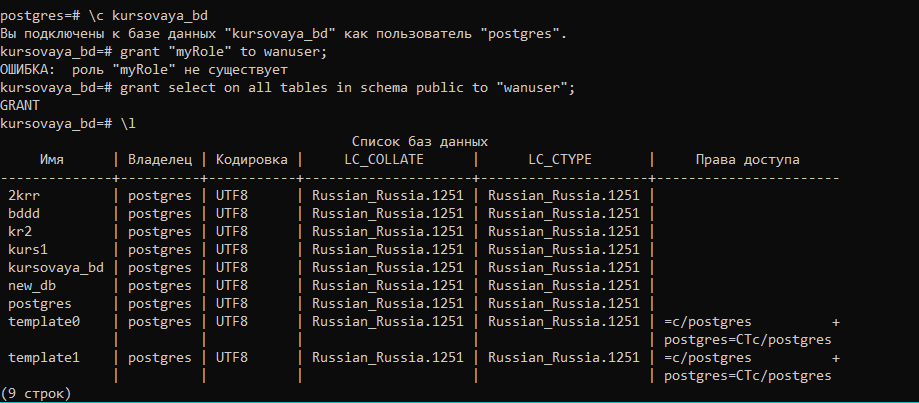 postgres=# \c kursovaya_bd
Вы подключены к базе данных "kursovaya_bd" как пользователь "postgres".
kursovaya_bd=# grant "myRole" to wanuser;
ОШИБКА:  роль "myRole" не существует
kursovaya_bd=# grant select on all tables in schema public to "wanuser";
GRANT
kursovaya_bd=# \l
                                          Список баз данных
     Имя      | Владелец | Кодировка |     LC_COLLATE      |      LC_CTYPE       |     Права доступа
--------------+----------+-----------+---------------------+---------------------+-----------------------
 2krr         | postgres | UTF8      | Russian_Russia.1251 | Russian_Russia.1251 |
 bddd         | postgres | UTF8      | Russian_Russia.1251 | Russian_Russia.1251 |
 kr2          | postgres | UTF8      | Russian_Russia.1251 | Russian_Russia.1251 |
 kurs1        | postgres | UTF8      | Russian_Russia.1251 | Russian_Russia.1251 |
 kursovaya_bd | postgres | UTF8      | Russian_Russia.1251 | Russian_Russia.1251 |
 new_db       | postgres | UTF8      | Russian_Russia.1251 | Russian_Russia.1251 |
 postgres     | postgres | UTF8      | Russian_Russia.1251 | Russian_Russia.1251 |
 template0    | postgres | UTF8      | Russian_Russia.1251 | Russian_Russia.1251 | =c/postgres          +
              |          |           |                     |                     | postgres=CTc/postgres
 template1    | postgres | UTF8      | Russian_Russia.1251 | Russian_Russia.1251 | =c/postgres          +
              |          |           |                     |                     | postgres=CTc/postgres
(9 строк)